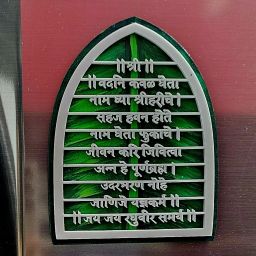 ॥श्री॥
॥वदनि कवळ घेता
नाम घ्या श्रीहरीचे।
सहज हवन होते
नाम घेता फुकाचे।
जीवन करि जिवित्वा
अन्न हे पूर्णब्रह्म।
उदरभरण नोहे
जाणिजे यज्ञकर्म॥
॥जय जय रघुवीर समर्थ॥